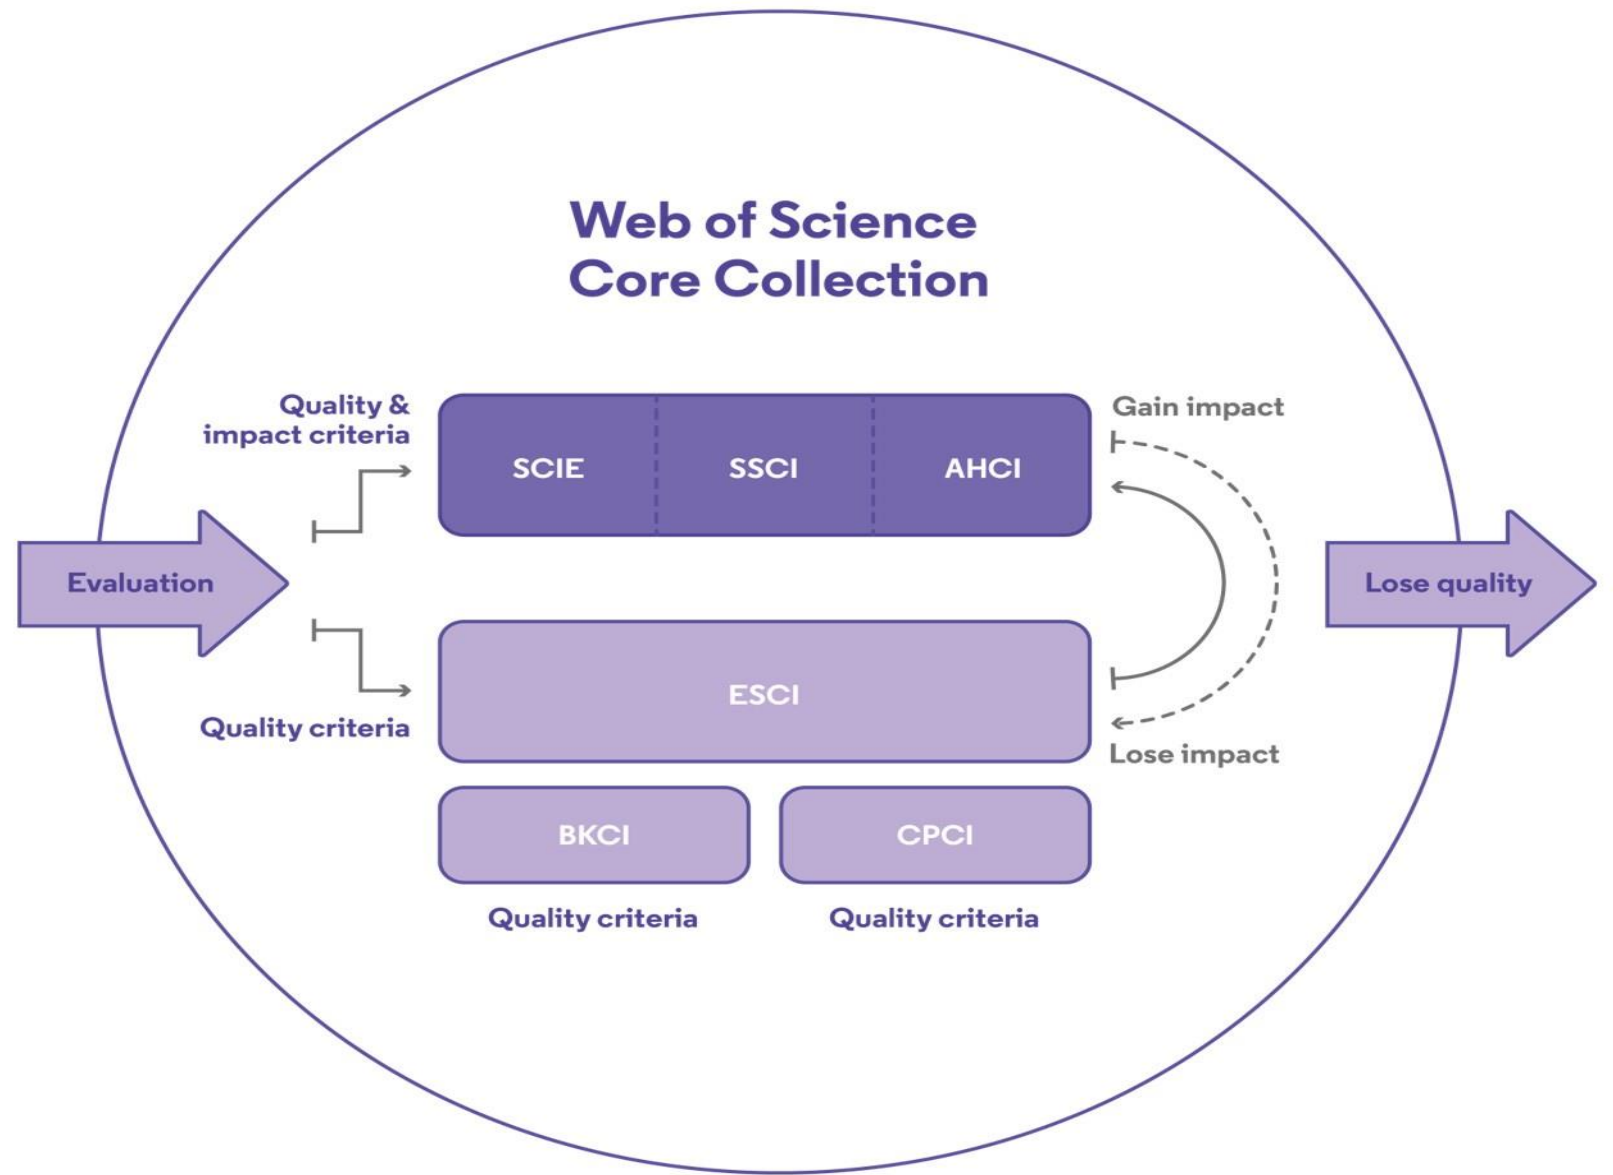 Web of Science
Core Collection
Quality &
impact criteria
SCIE
SSCI
AHCI
Gain impact
Evaluation
Lose quality
Quality criteria
ESCI
Lose impact
BKCI
CPCI
Quality criteria
Quality criteria